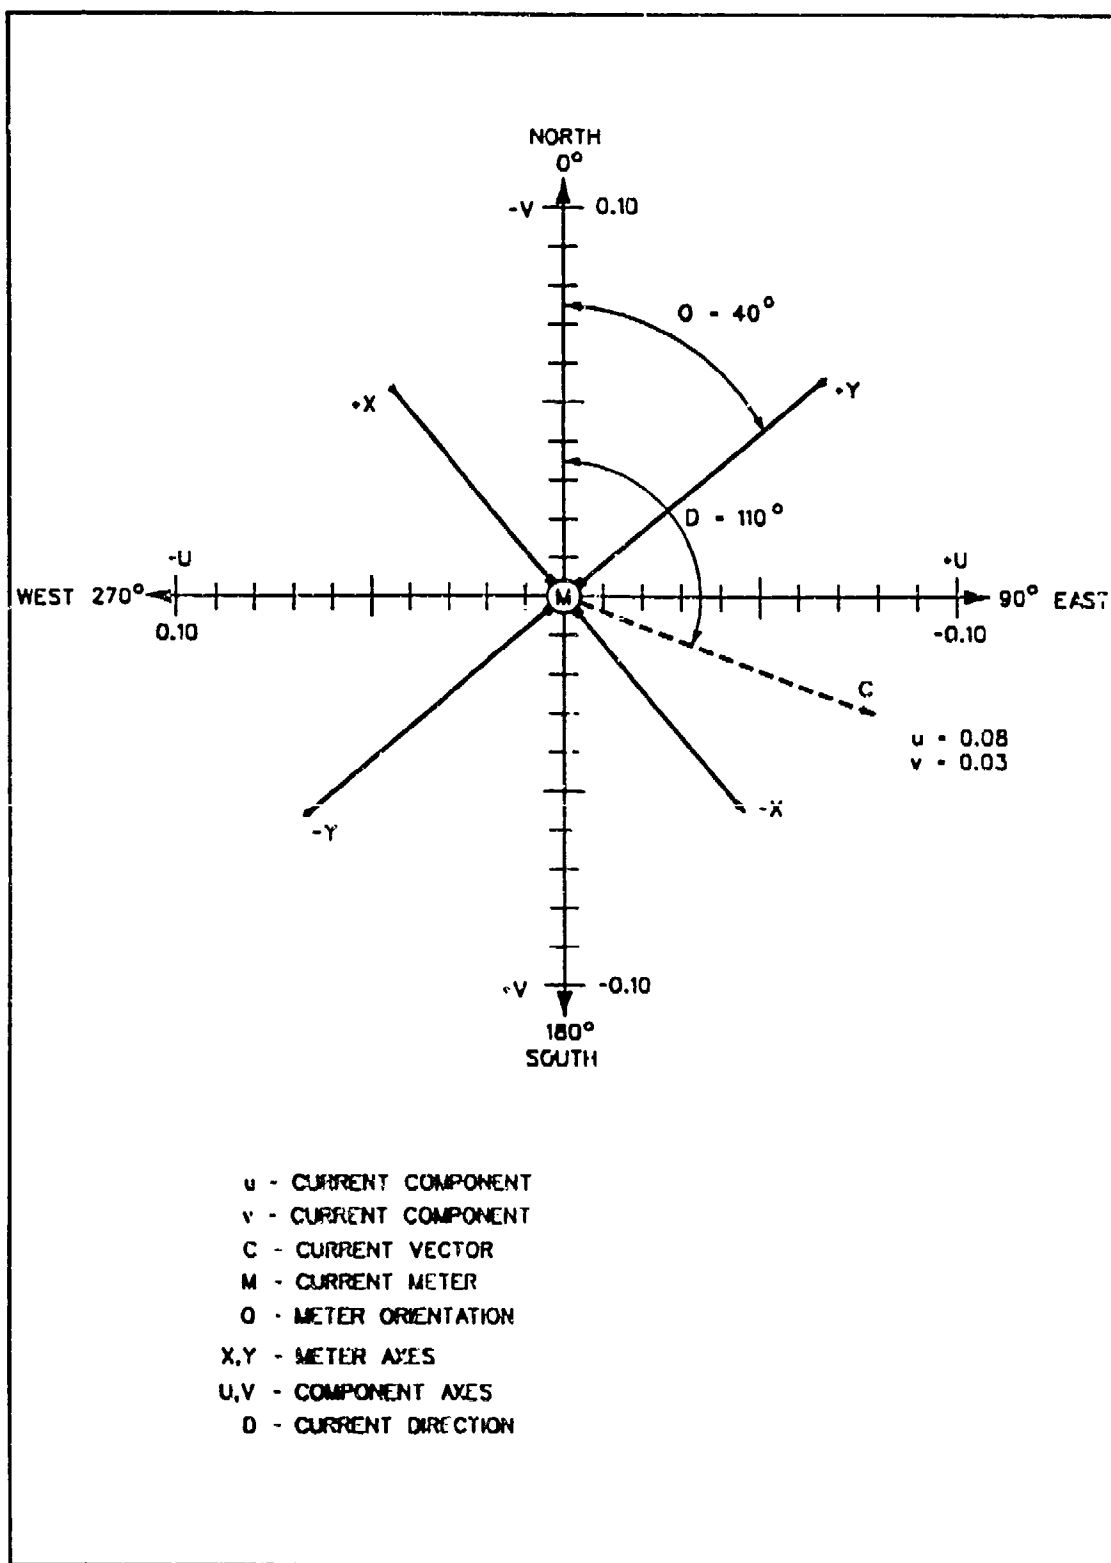 NORTH
0°
-V 0.10
O - 40°
+X
+Y
D - 110°
-U
+U
WEST 270°
M
90° EAST
0.10
-0.10
C
u - 0.08
v - 0.03
-Y
-X
+V -0.10
180°
SOUTH
u - CURRENT COMPONENT
v - CURRENT COMPONENT
C - CURRENT VECTOR
M - CURRENT METER
O - METER ORIENTATION
X,Y - METER AXES
U,V - COMPONENT AXES
D - CURRENT DIRECTION